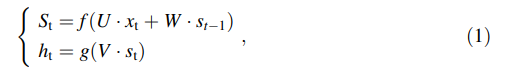 S_t = f(U · x_t + W · s_{t−1})
h_t = g(V · s_t) , (1)